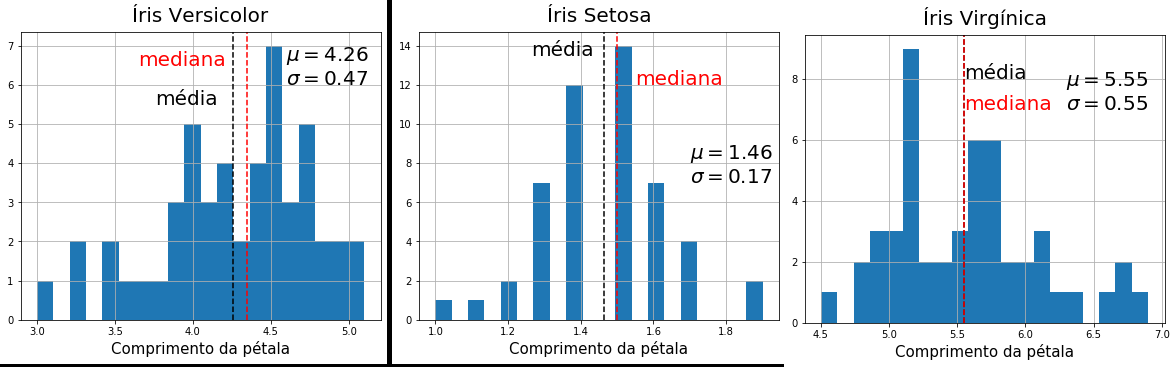 Íris Versicolor
mediana
média
μ = 4.26
σ = 0.47
7
6
5
4
3
2
1
0
3.0 3.5 4.0 4.5 5.0
Comprimento da pétala
Íris Setosa
média
mediana
μ = 1.46
σ = 0.17
14
12
10
8
6
4
2
0
1.0 1.2 1.4 1.6 1.8
Comprimento da pétala
Íris Virgínica
média
mediana
μ = 5.55
σ = 0.55
8
6
4
2
0
4.5 5.0 5.5 6.0 6.5 7.0
Comprimento da pétala